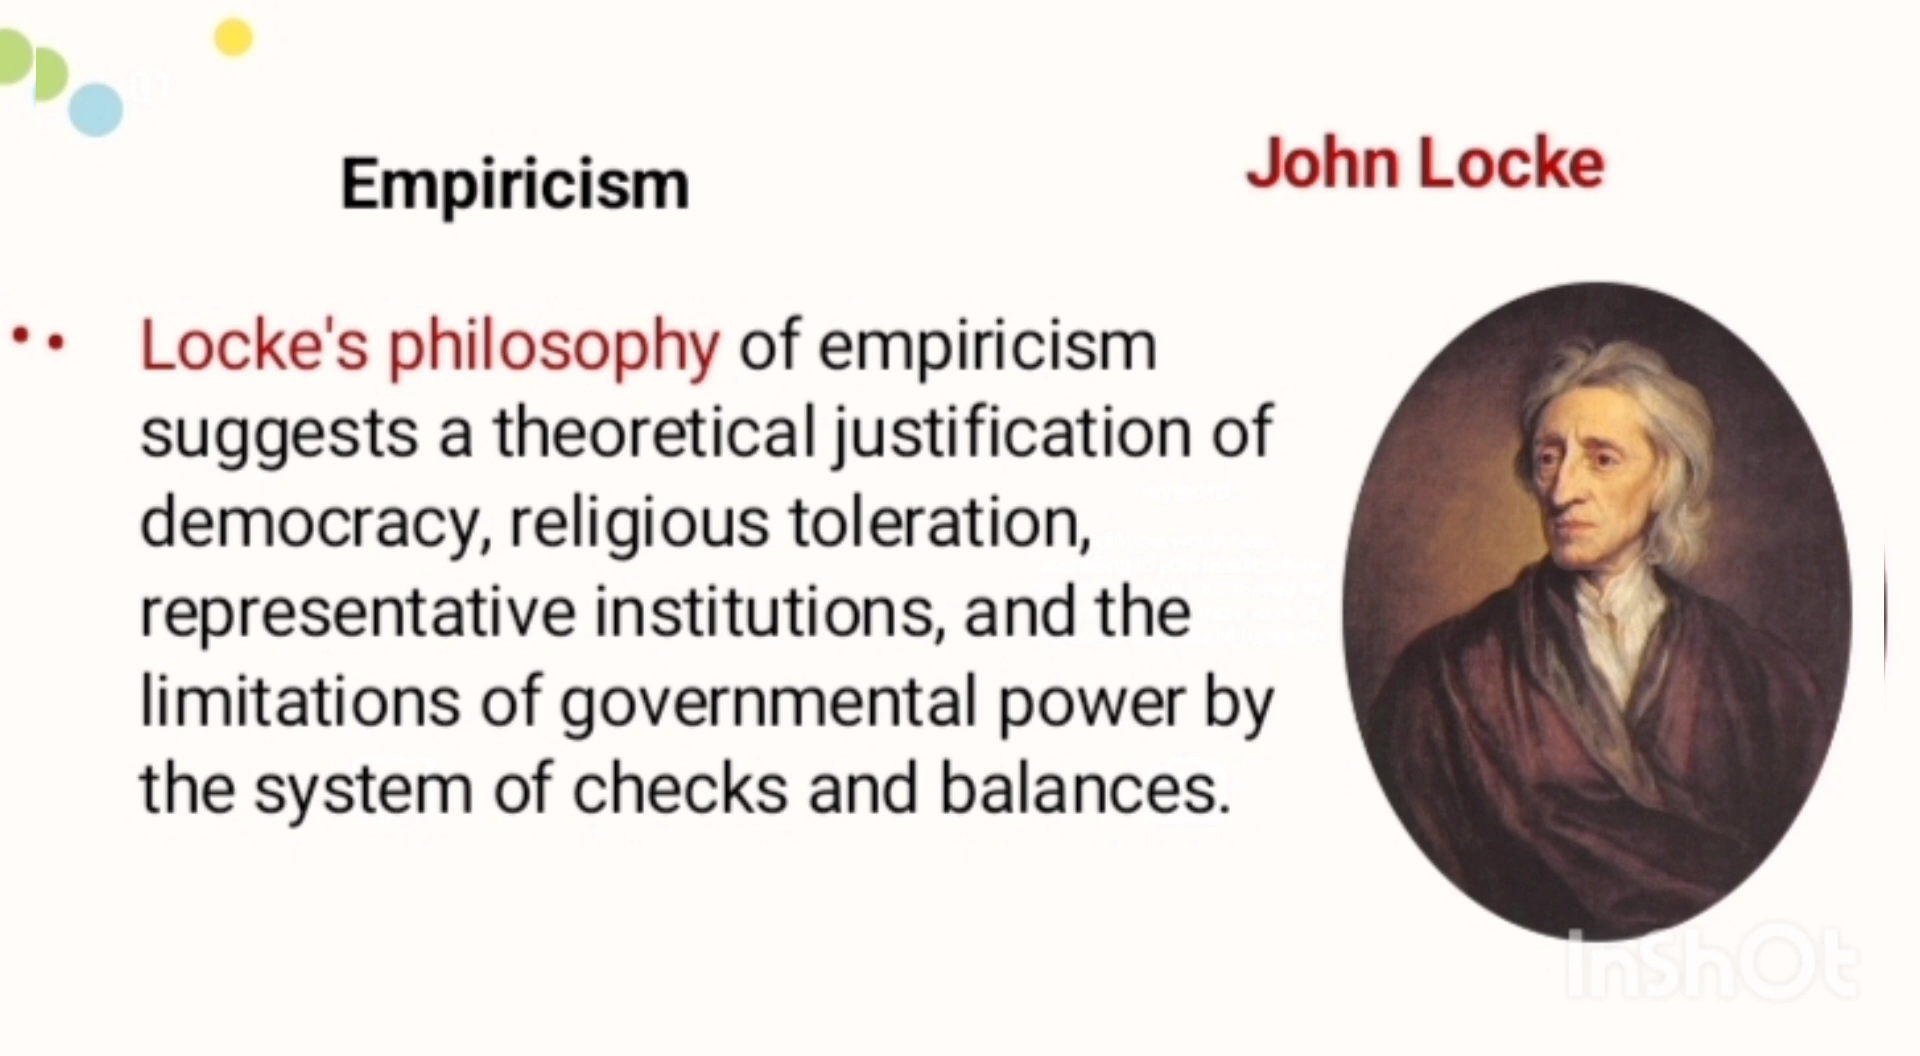 Empiricism
John Locke
Locke's philosophy of empiricism
suggests a theoretical justification of
democracy, religious toleration,
representative institutions, and the
limitations of governmental power by
the system of checks and balances.
InShOt